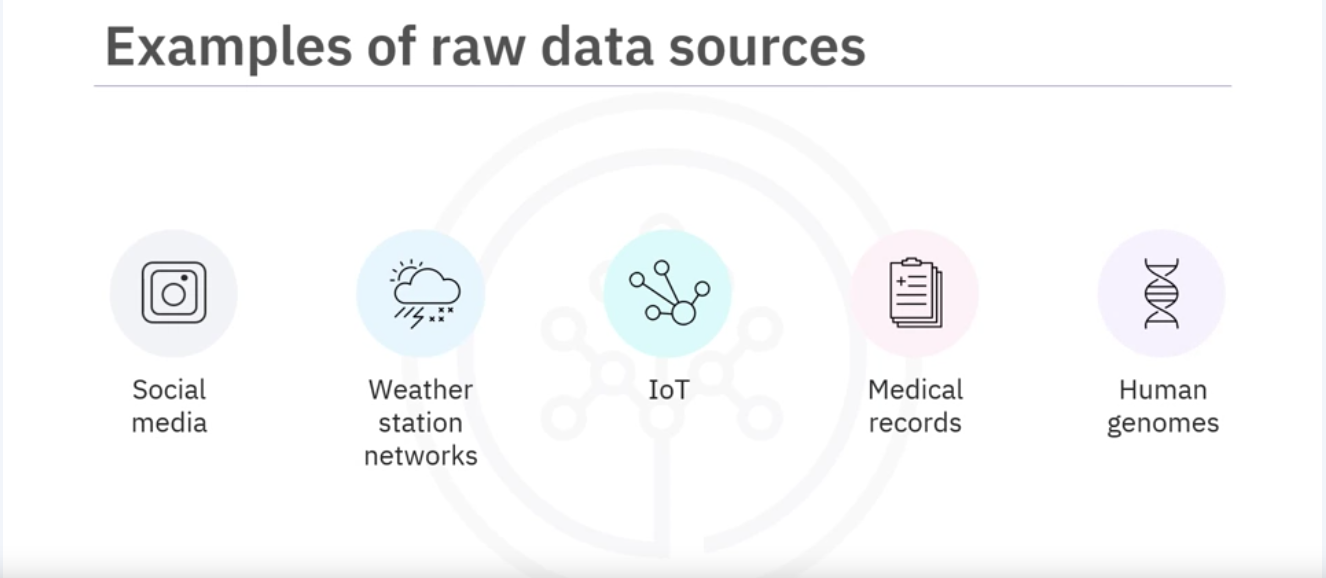 Examples of raw data sources
Social
media
Weather
station
networks
IoT
Medical
records
Human
genomes